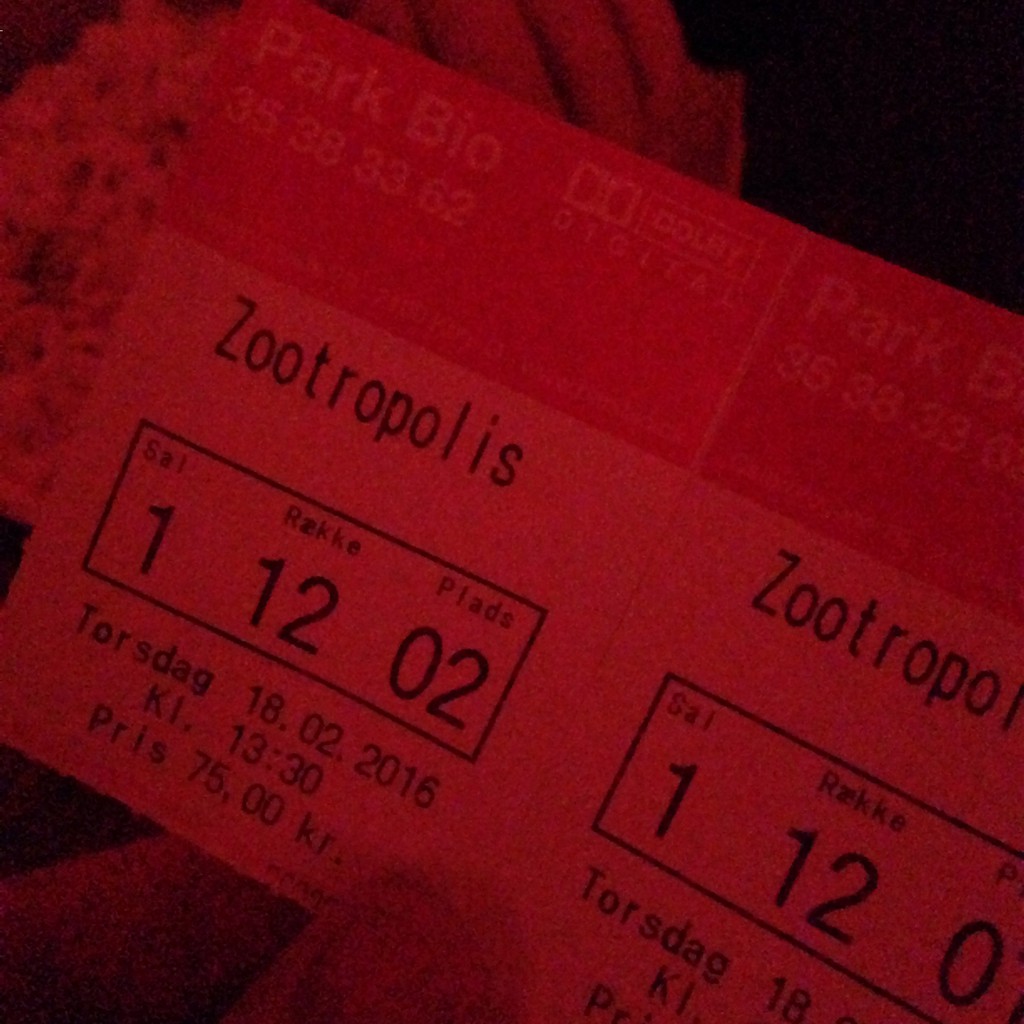 Park Bio
35 38 33 62
DOLBY
DIGITAL
Zootropolis
Sal Række Plads
1 12 02
Torsdag 18.02.2016
Kl. 13:30
Pris 75,00 kr.
Park B
35 38 33 6
Zootropol
Sal Række P
1 12 0
Torsdag 18
Kl
Pri